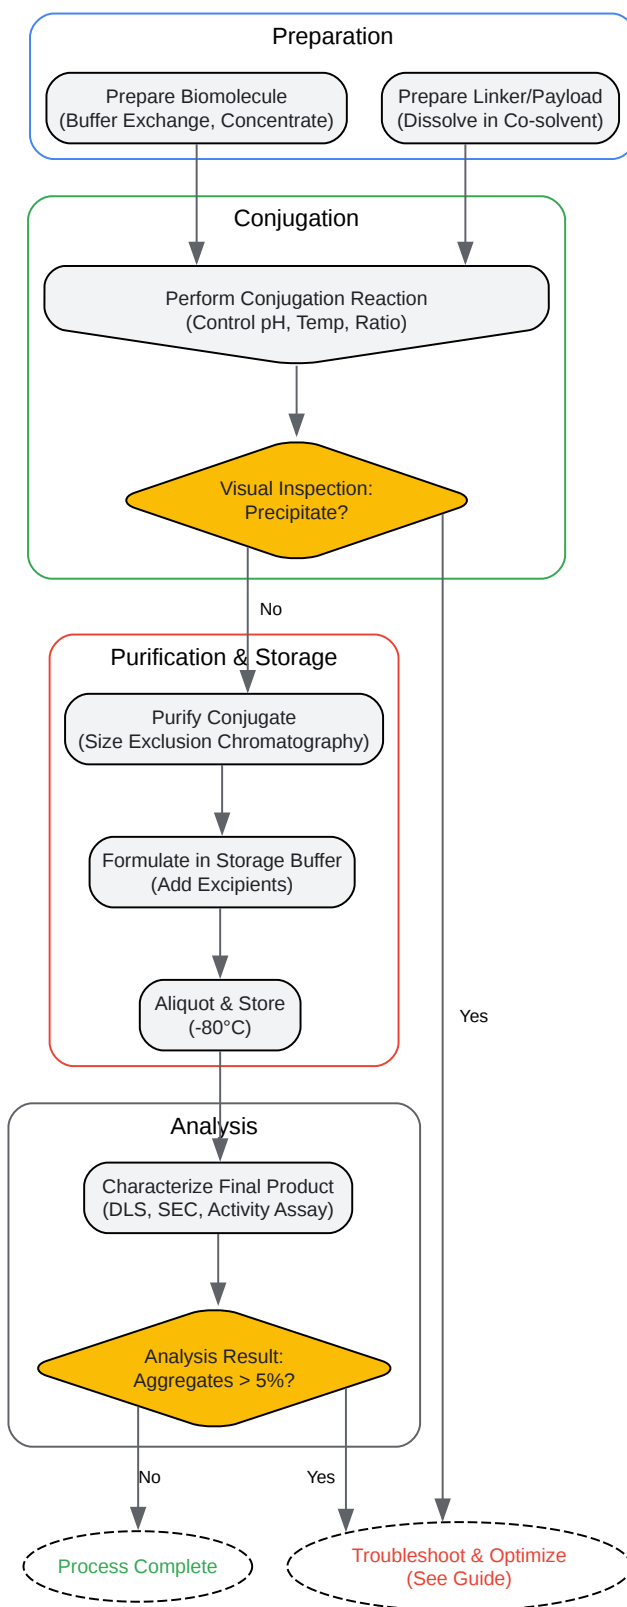 Preparation
Prepare Biomolecule
(Buffer Exchange, Concentrate)
Prepare Linker/Payload
(Dissolve in Co-solvent)
Conjugation
Perform Conjugation Reaction
(Control pH, Temp, Ratio)
Visual Inspection:
Precipitate?
No
Purification & Storage
Purify Conjugate
(Size Exclusion Chromatography)
Formulate in Storage Buffer
(Add Excipients)
Aliquot & Store
(-80°C)
Yes
Analysis
Characterize Final Product
(DLS, SEC, Activity Assay)
Analysis Result:
Aggregates > 5%?
No
Yes
Process Complete
Troubleshoot & Optimize
(See Guide)